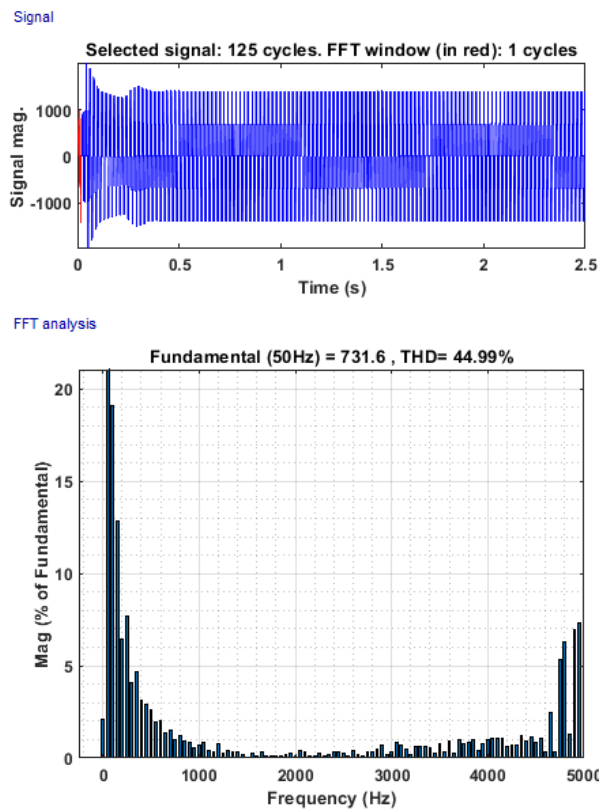 Signal
Selected signal: 125 cycles. FFT window (in red): 1 cycles
Signal mag.
1000
0
-1000
0
0.5
1
1.5
2
2.5
Time (s)
FFT analysis
Fundamental (50Hz) = 731.6 , THD= 44.99%
Mag (% of Fundamental)
20
15
10
5
0
0
1000
2000
3000
4000
5000
Frequency (Hz)